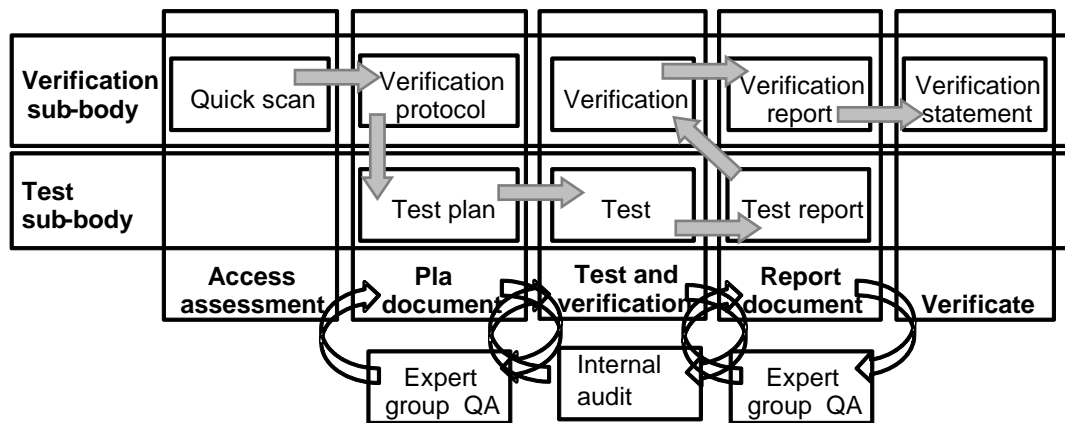 Verification
sub-body
Quick scan
Verification
protocol
Verification
Verification
report
Verification
statement
Test
sub-body
Test plan
Test
Test report
Access
assessment
Pla
document
Test and
verification
Report
document
Verificate
Expert
group QA
Internal
audit
Expert
group QA